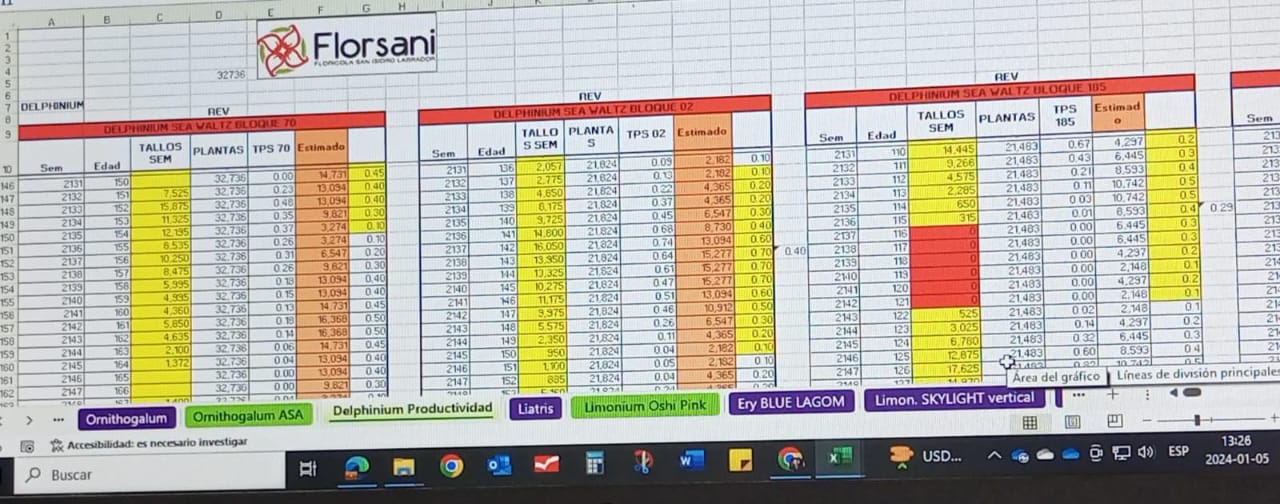 A B C D E F G H I J
Florsani
FLORICOLA SAN ISIDRO LABRADOR
32736
DELPHINIUM
REV REV REV
DELPHINIUM SEA WALTZ BLOQUE 70 DELPHINIUM SEA WALTZ BLOQUE 02 DELPHINIUM SEA WALTZ BLOQUE 185
Sem Edad TALLOS SEM PLANTAS TPS 70 Estimado Sem Edad TALLOS SEM PLANTAS TPS 02 Estimado Sem Edad TALLOS SEM PLANTAS TPS 185 Estimado Sem
2131 150 32,736 0.00 14,731 0.45 2131 136 2,057 21,824 0.09 2,182 0.10 2131 110 14,445 21,483 0.67 4,297 0.2
2132 151 7,525 32,736 0.23 13,094 0.40 2132 137 2,775 21,824 0.13 2,182 0.10 2132 111 9,266 21,483 0.43 6,445 0.3
2133 152 15,875 32,736 0.48 13,094 0.40 2133 138 4,850 21,824 0.22 4,365 0.20 2133 112 4,575 21,483 0.21 8,593 0.4
2134 153 11,325 32,736 0.35 9,821 0.30 2134 139 8,175 21,824 0.37 4,365 0.20 2134 113 2,285 21,483 0.11 10,742 0.5
2135 154 12,195 32,736 0.37 3,274 0.10 2135 140 9,725 21,824 0.45 6,547 0.30 2135 114 650 21,483 0.03 10,742 0.5
2136 155 8,535 32,736 0.26 3,274 0.10 2136 141 14,800 21,824 0.68 8,730 0.40 2136 115 315 21,483 0.01 8,593 0.4 0.29
2137 156 10,250 32,736 0.31 6,547 0.20 2137 142 16,050 21,824 0.74 13,094 0.60 2137 116 0 21,483 0.00 6,445 0.3
2138 157 8,475 32,736 0.26 9,821 0.30 2138 143 13,950 21,824 0.64 15,277 0.70 0.40 2138 117 0 21,483 0.00 6,445 0.3
2139 158 5,995 32,736 0.18 13,094 0.40 2139 144 13,325 21,824 0.61 15,277 0.70 2139 118 0 21,483 0.00 4,297 0.2
2140 159 4,995 32,736 0.15 13,094 0.40 2140 145 10,275 21,824 0.47 15,277 0.70 2140 119 0 21,483 0.00 2,148 0.1
2141 160 4,360 32,736 0.13 14,731 0.45 2141 146 11,175 21,824 0.51 13,094 0.60 2141 120 0 21,483 0.00 4,297 0.2
2142 161 5,850 32,736 0.18 16,368 0.50 2142 147 9,975 21,824 0.46 10,912 0.50 2142 121 0 21,483 0.00 2,148 0.1
2143 162 4,635 32,736 0.14 16,368 0.50 2143 148 5,575 21,824 0.26 6,547 0.30 2143 122 525 21,483 0.02 2,148 0.1
2144 163 2,100 32,736 0.06 14,731 0.45 2144 149 2,350 21,824 0.11 4,365 0.20 2144 123 3,025 21,483 0.14 4,297 0.2
2145 164 1,372 32,736 0.04 13,094 0.40 2145 150 950 21,824 0.04 2,182 0.10 2145 124 6,780 21,483 0.32 6,445 0.3
2146 165 32,736 0.00 13,094 0.40 2146 151 1,100 21,824 0.05 2,182 0.10 2146 125 12,875 21,483 0.60 8,593 0.4
2147 166 32,736 0.00 9,821 0.30 2147 152 885 21,824 0.04 4,365 0.20 2147 126 17,625
Área del gráfico Líneas de división principales
Ornithogalum Ornithogalum ASA Delphinium Productividad Liatris Limonium Oshi Pink Ery BLUE LAGOM Limon. SKYLIGHT vertical
Accesibilidad: es necesario investigar
Buscar USD... ESP 13:26
2024-01-05